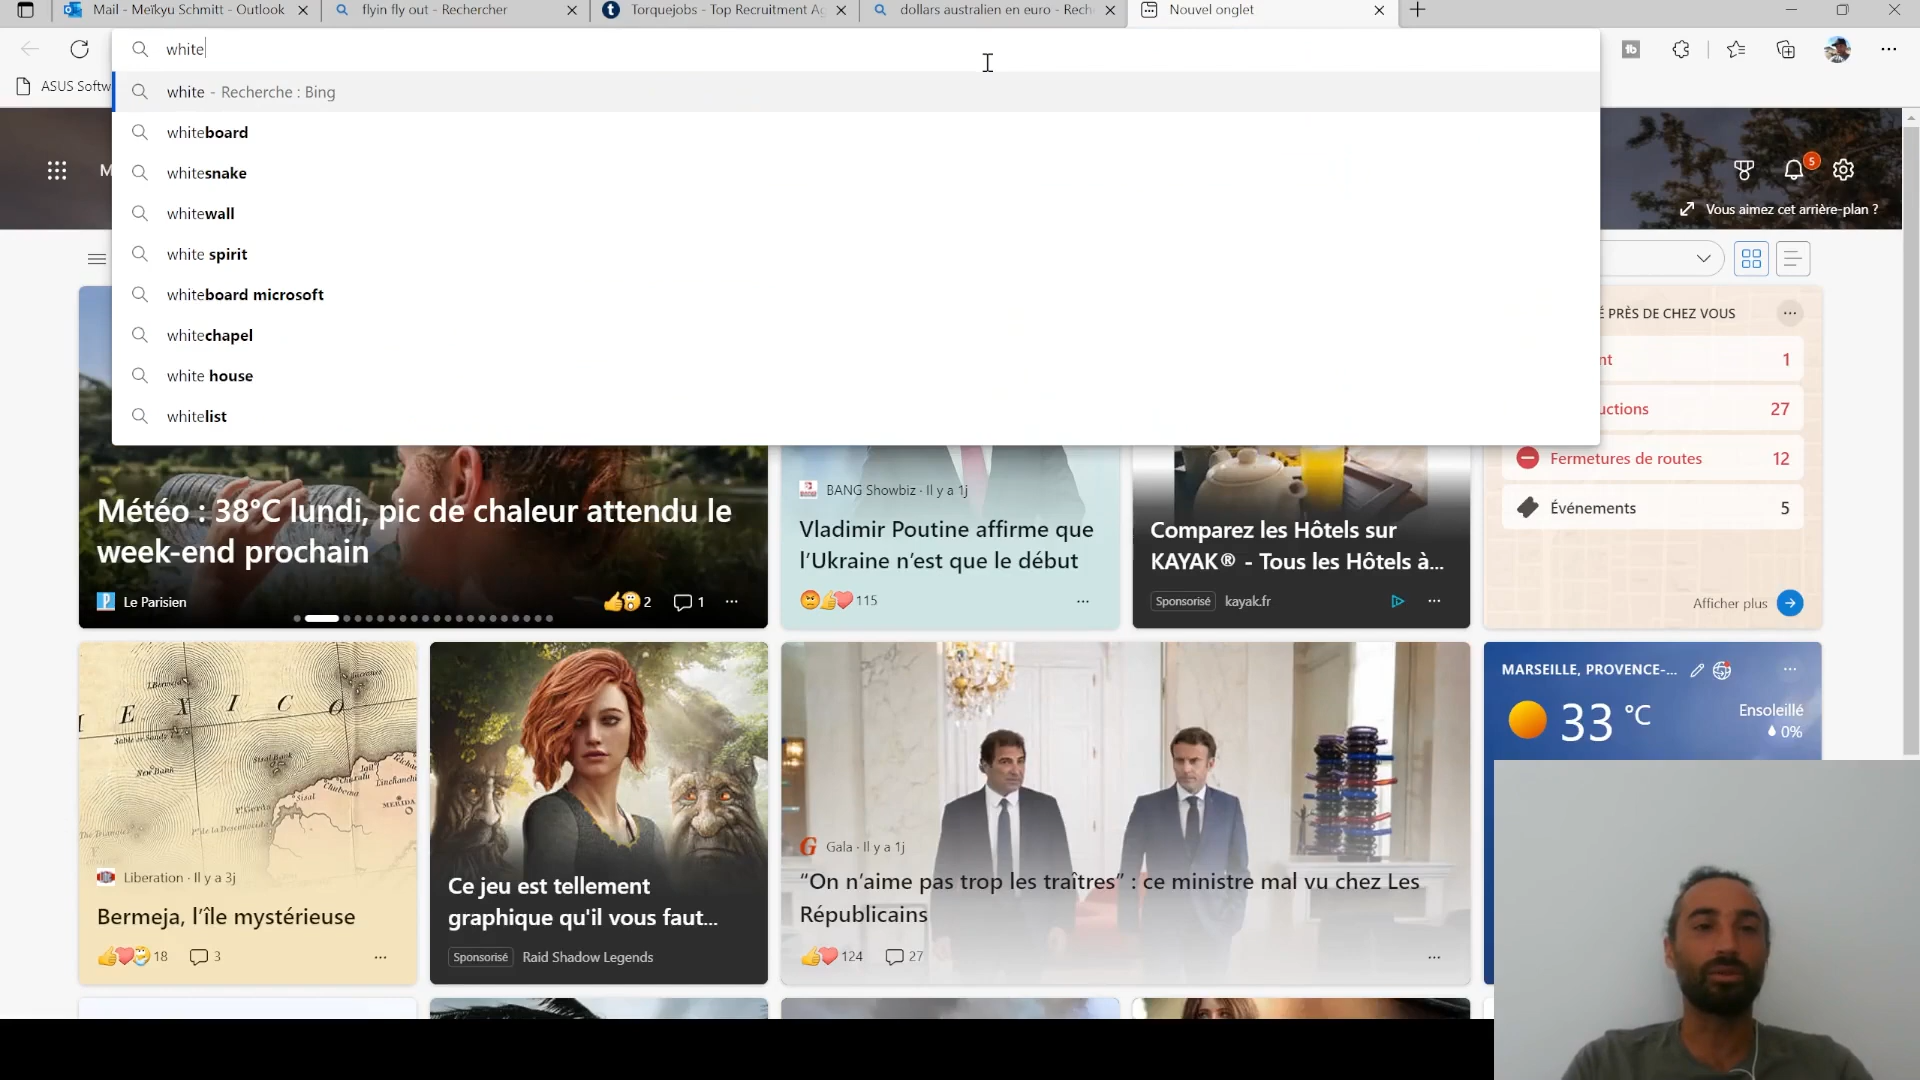 Mail - Meïkyu Schmitt - Outlook
flyin fly out - Rechercher
Torquejobs - Top Recruitment Ag
dollars australien en euro - Rech
Nouvel onglet
white
ASUS Softw
white - Recherche : Bing
whiteboard
whitesnake
whitewall
white spirit
whiteboard microsoft
whitechapel
white house
whitelist
M
5
Vous aimez cet arrière-plan ?
É PRÈS DE CHEZ VOUS
nt 1
uctions 27
Fermetures de routes 12
Événements 5
Afficher plus
Météo : 38°C lundi, pic de chaleur attendu le
week-end prochain
Le Parisien
2
1
BANG Showbiz · Il y a 1j
Vladimir Poutine affirme que
l'Ukraine n'est que le début
115
Comparez les Hôtels sur
KAYAK® - Tous les Hôtels à...
Sponsorisé kayak.fr
EXICO
MERIDA
Liberation · Il y a 3j
Bermeja, l'île mystérieuse
18
3
Ce jeu est tellement
graphique qu'il vous faut...
Sponsorisé Raid Shadow Legends
Gala · Il y a 1j
“On n'aime pas trop les traîtres” : ce ministre mal vu chez Les
Républicains
124
27
MARSEILLE, PROVENCE-...
33 °C
Ensoleillé
0%